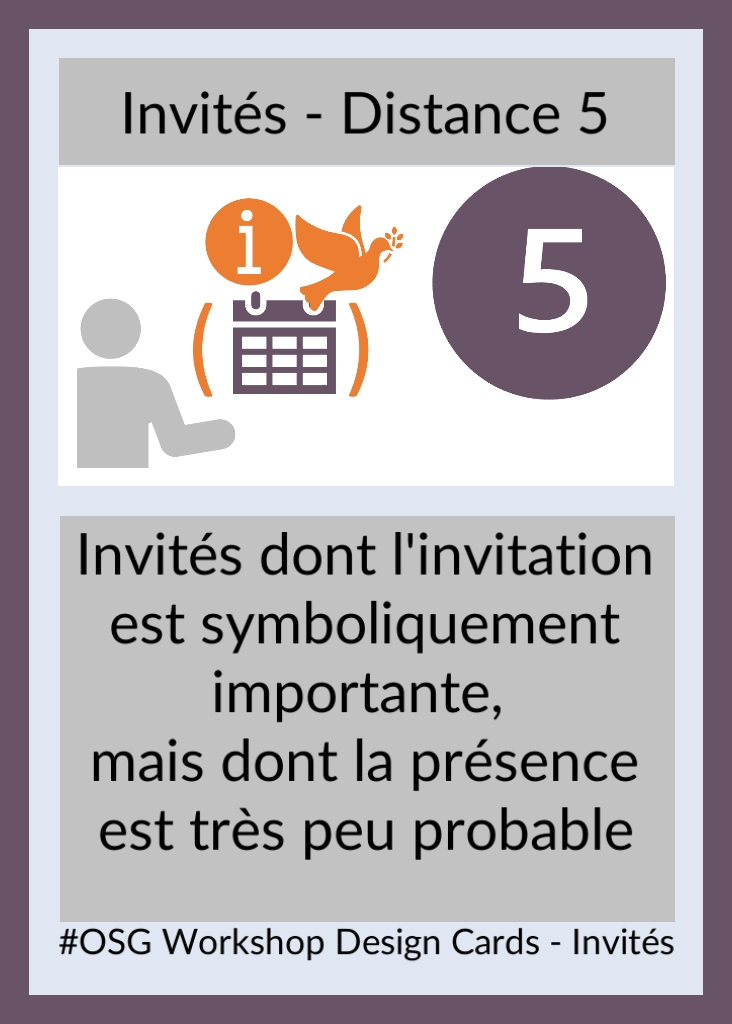 Invités - Distance 5
i
5
Invités dont l'invitation
est symboliquement
importante,
mais dont la présence
est très peu probable
#OSG Workshop Design Cards - Invités